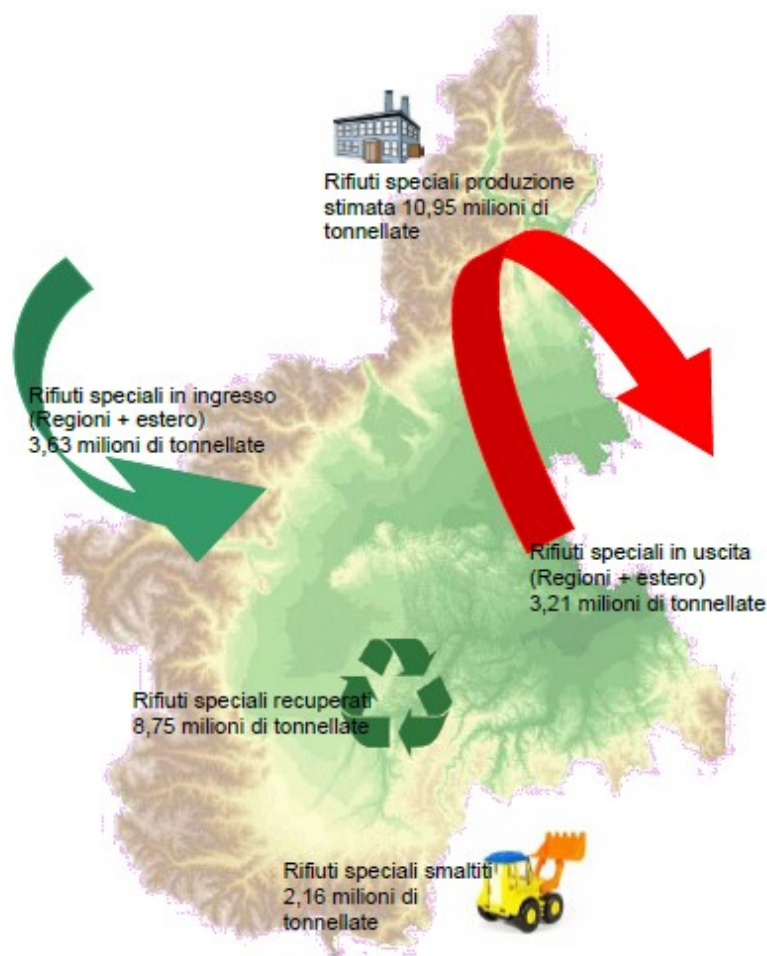 Rifiuti speciali produzione
stimata 10,95 milioni di
tonnellate
Rifiuti speciali in ingresso
(Regioni + estero)
3,63 milioni di tonnellate
Rifiuti speciali in uscita
(Regioni + estero)
3,21 milioni di tonnellate
Rifiuti speciali recuperati
8,75 milioni di tonnellate
Rifiuti speciali smaltiti
2,16 milioni di
tonnellate